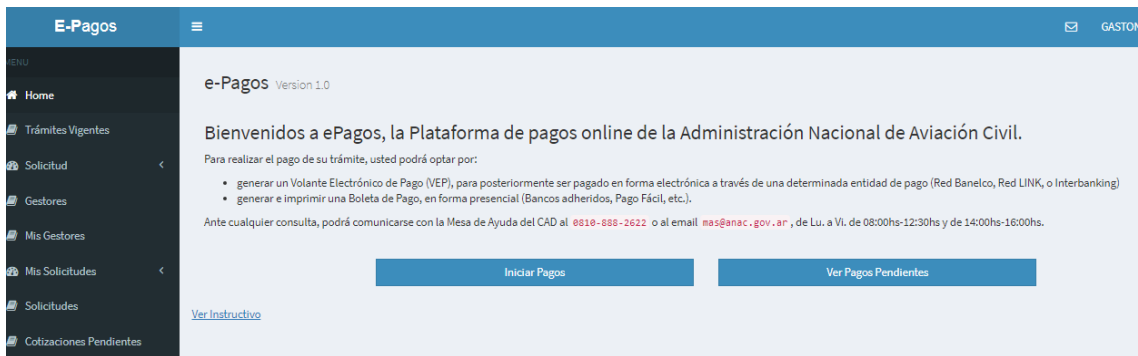 E-Pagos
GASTON
MENU
Home
Trámites Vigentes
Solicitud
Gestores
Mis Gestores
Mis Solicitudes
Solicitudes
Cotizaciones Pendientes
e-Pagos Version 1.0
Bienvenidos a ePagos, la Plataforma de pagos online de la Administración Nacional de Aviación Civil.
Para realizar el pago de su trámite, usted podrá optar por:
• generar un Volante Electrónico de Pago (VEP), para posteriormente ser pagado en forma electrónica a través de una determinada entidad de pago (Red Banelco, Red LINK, o Interbanking)
• generar e imprimir una Boleta de Pago, en forma presencial (Bancos adheridos, Pago Fácil, etc.).
Ante cualquier consulta, podrá comunicarse con la Mesa de Ayuda del CAD al 0810-888-2622 o al email mas@anac.gov.ar, de Lu. a Vi. de 08:00hs-12:30hs y de 14:00hs-16:00hs.
Iniciar Pagos
Ver Pagos Pendientes
Ver Instructivo